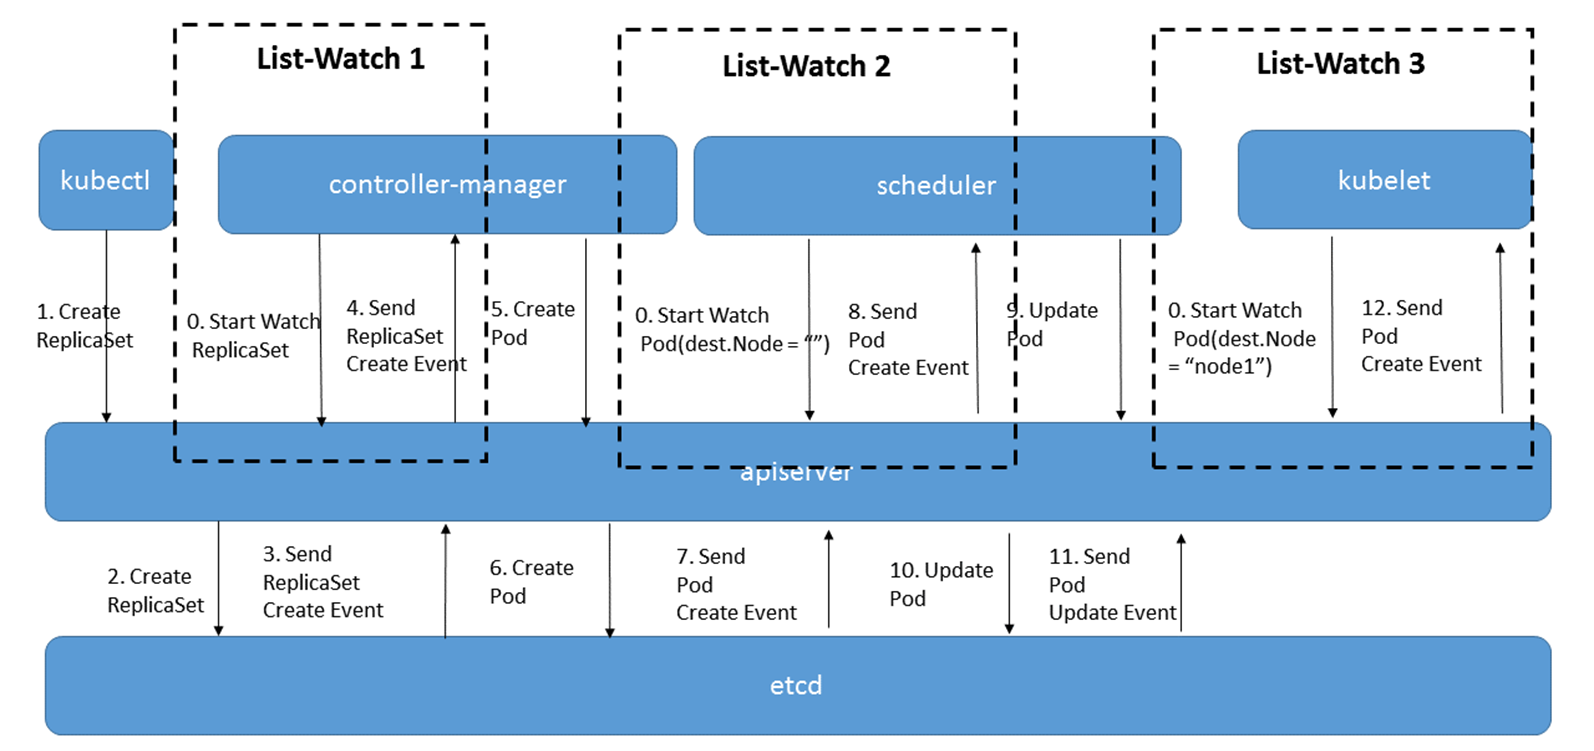 List-Watch 1
List-Watch 2
List-Watch 3
kubectl
controller-manager
scheduler
kubelet
1. Create
ReplicaSet
0. Start Watch
ReplicaSet
4. Send
ReplicaSet
Create Event
5. Create
Pod
0. Start Watch
Pod(dest.Node = “”)
8. Send
Pod
Create Event
9. Update
Pod
0. Start Watch
Pod(dest.Node
= “node1”)
12. Send
Pod
Create Event
apiserver
2. Create
ReplicaSet
3. Send
ReplicaSet
Create Event
6. Create
Pod
7. Send
Pod
Create Event
10. Update
Pod
11. Send
Pod
Update Event
etcd